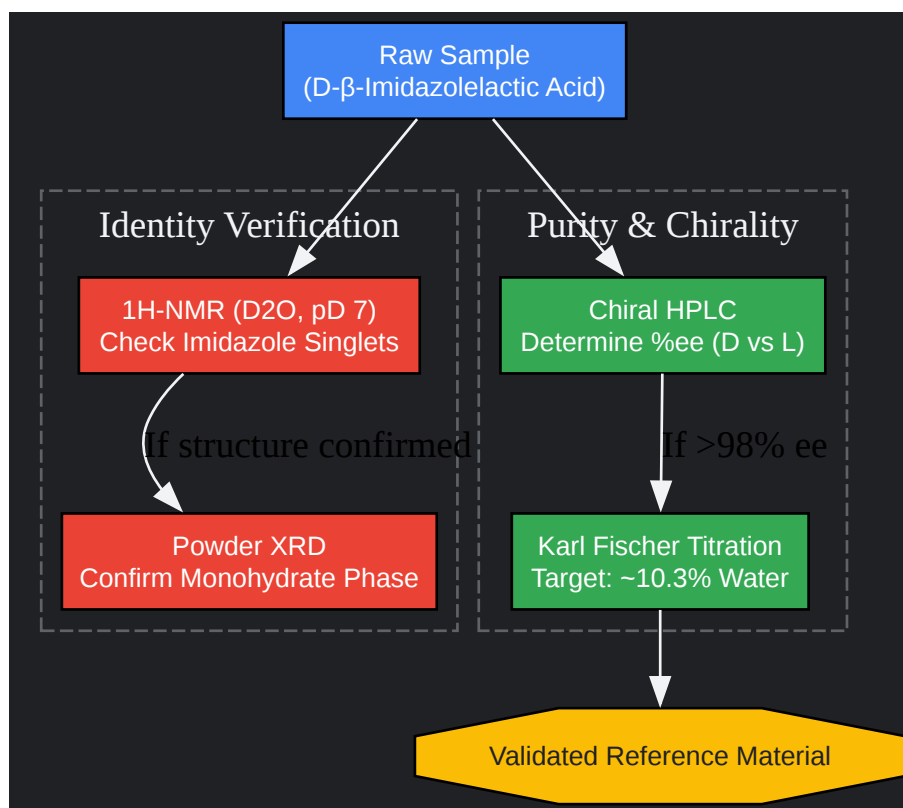 Raw Sample
(D-β-Imidazolelactic Acid)
Identity Verification
1H-NMR (D2O, pD 7)
Check Imidazole Singlets
If structure confirmed
Powder XRD
Confirm Monohydrate Phase
Purity & Chirality
Chiral HPLC
Determine %ee (D vs L)
If >98% ee
Karl Fischer Titration
Target: ~10.3% Water
Validated Reference Material